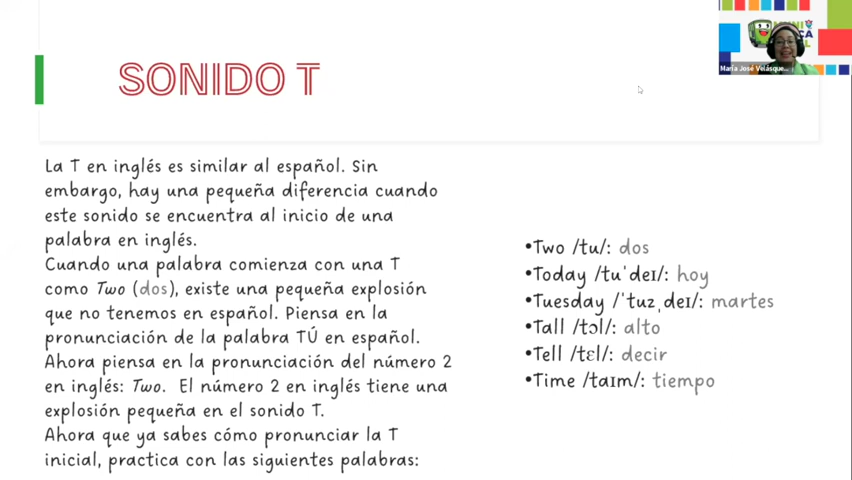 SONIDO T
María José Velásque...
La T en inglés es similar al español. Sin
embargo, hay una pequeña diferencia cuando
este sonido se encuentra al inicio de una
palabra en inglés.
Cuando una palabra comienza con una T
como Two (dos), existe una pequeña explosión
que no tenemos en español. Piensa en la
pronunciación de la palabra TÚ en español.
Ahora piensa en la pronunciación del número 2
en inglés: Two. El número 2 en inglés tiene una
explosión pequeña en el sonido T.
Ahora que ya sabes cómo pronunciar la T
inicial, practica con las siguientes palabras:
•Two /tu/: dos
•Today /tuˈdeɪ/: hoy
•Tuesday /ˈtuzˌdeɪ/: martes
•Tall /tɔl/: alto
•Tell /tɛl/: decir
•Time /taɪm/: tiempo